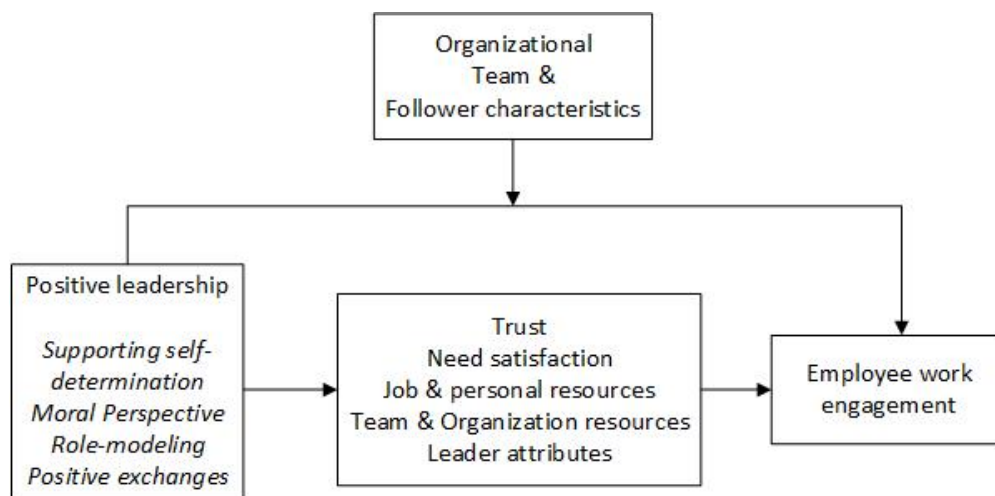 Organizational
Team &
Follower characteristics
Positive leadership
Supporting self-
determination
Moral Perspective
Role-modeling
Positive exchanges
Trust
Need satisfaction
Job & personal resources
Team & Organization resources
Leader attributes
Employee work
engagement